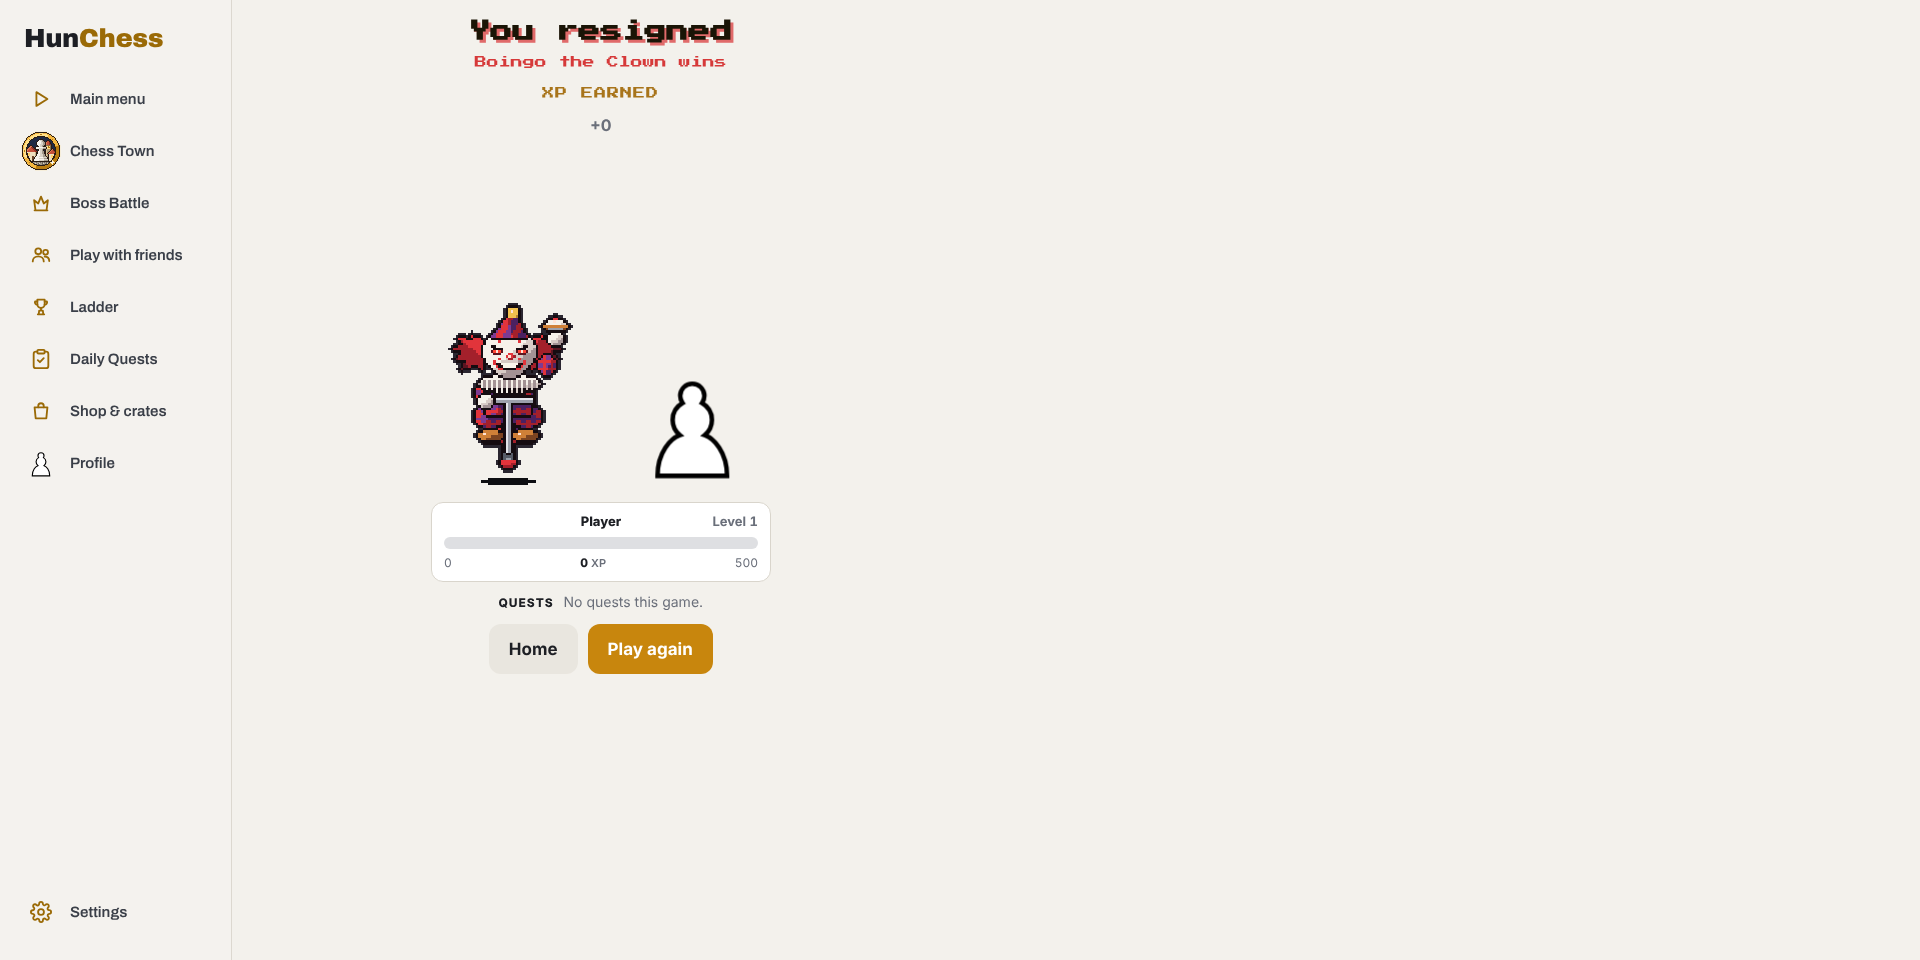 HunChess
Main menu
Chess Town
Boss Battle
Play with friends
Ladder
Daily Quests
Shop & crates
Profile
Settings
You resigned
Boingo the Clown wins
XP EARNED
+0
Player Level 1
0 0 XP 500
QUESTS No quests this game.
Home Play again